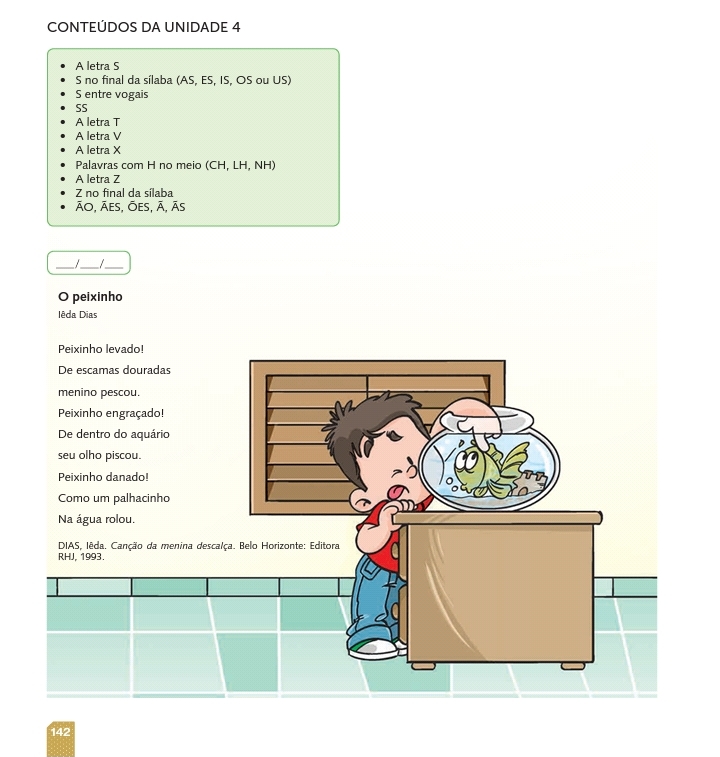 CONTEÚDOS DA UNIDADE 4
• A letra S
• S no final da sílaba (AS, ES, IS, OS ou US)
• S entre vogais
• SS
• A letra T
• A letra V
• A letra X
• Palavras com H no meio (CH, LH, NH)
• A letra Z
• Z no final da sílaba
• ÃO, ÃES, ÕES, Ã, ÃS
___/___/___
O peixinho
Iêda Dias
Peixinho levado!
De escamas douradas
menino pescou.
Peixinho engraçado!
De dentro do aquário
seu olho piscou.
Peixinho danado!
Como um palhacinho
Na água rolou.
DIAS, Iêda. Canção da menina descalça. Belo Horizonte: Editora
RHJ, 1993.
142